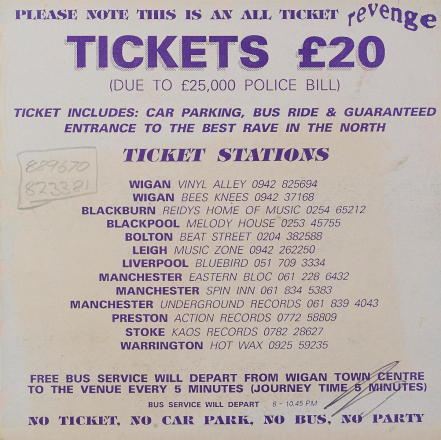 PLEASE NOTE THIS IS AN ALL TICKET revenge
TICKETS £20
(DUE TO £25,000 POLICE BILL)
TICKET INCLUDES: CAR PARKING, BUS RIDE & GUARANTEED
ENTRANCE TO THE BEST RAVE IN THE NORTH
TICKET STATIONS
889670
823321
WIGAN VINYL ALLEY 0942 825694
WIGAN BEES KNEES 0942 37168
BLACKBURN REIDYS HOME OF MUSIC 0254 65212
BLACKPOOL MELODY HOUSE 0253 45755
BOLTON BEAT STREET 0204 382588
LEIGH MUSIC ZONE 0942 262250
LIVERPOOL BLUEBIRD 051 709 3334
MANCHESTER EASTERN BLOC 061 228 6432
MANCHESTER SPIN INN 061 834 5383
MANCHESTER UNDERGROUND RECORDS 061 839 4043
PRESTON ACTION RECORDS 0772 58809
STOKE KAOS RECORDS 0782 28627
WARRINGTON HOT WAX 0925 59235
FREE BUS SERVICE WILL DEPART FROM WIGAN TOWN CENTRE
TO THE VENUE EVERY 5 MINUTES (JOURNEY TIME 5 MINUTES)
BUS SERVICE WILL DEPART 8 - 10.45 PM
NO TICKET, NO CAR PARK, NO BUS, NO PARTY